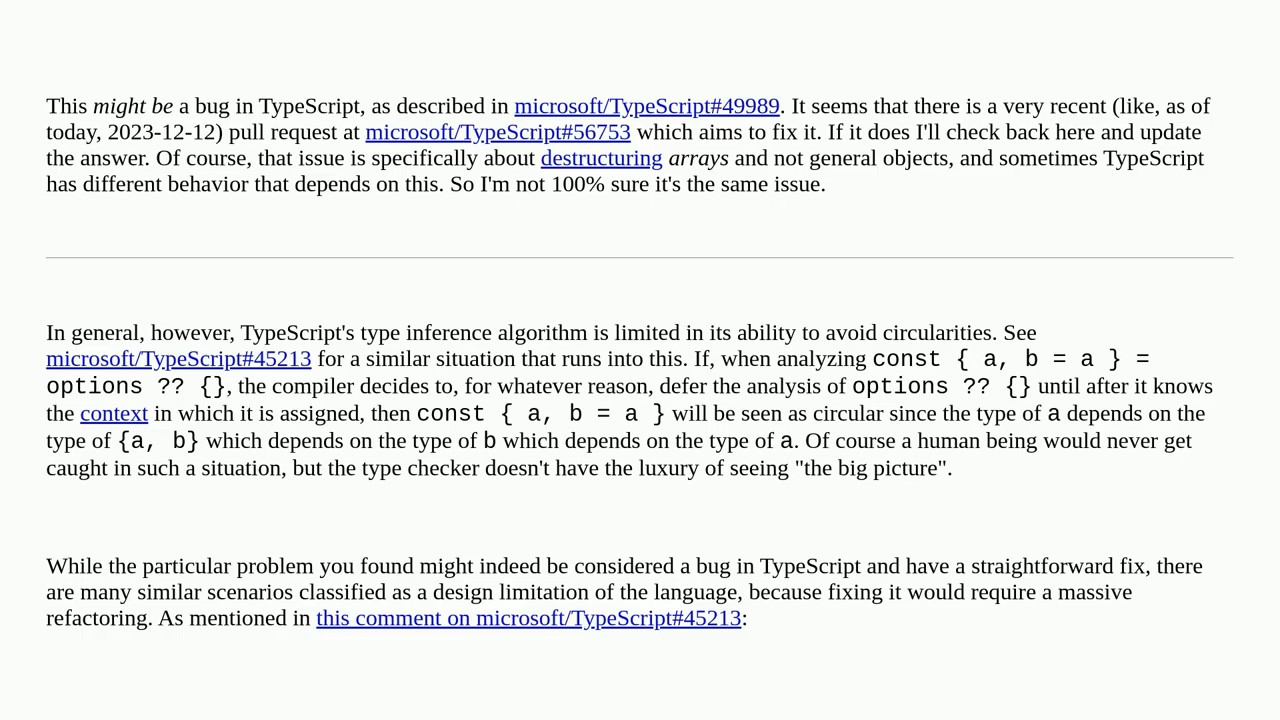 This might be a bug in TypeScript, as described in microsoft/TypeScript#49989. It seems that there is a very recent (like, as of
today, 2023-12-12) pull request at microsoft/TypeScript#56753 which aims to fix it. If it does I'll check back here and update
the answer. Of course, that issue is specifically about destructuring arrays and not general objects, and sometimes TypeScript
has different behavior that depends on this. So I'm not 100% sure it's the same issue.
In general, however, TypeScript's type inference algorithm is limited in its ability to avoid circularities. See
microsoft/TypeScript#45213 for a similar situation that runs into this. If, when analyzing const { a, b = a } =
options ?? {}, the compiler decides to, for whatever reason, defer the analysis of options ?? {} until after it knows
the context in which it is assigned, then const { a, b = a } will be seen as circular since the type of a depends on the
type of {a, b} which depends on the type of b which depends on the type of a. Of course a human being would never get
caught in such a situation, but the type checker doesn't have the luxury of seeing "the big picture".
While the particular problem you found might indeed be considered a bug in TypeScript and have a straightforward fix, there
are many similar scenarios classified as a design limitation of the language, because fixing it would require a massive
refactoring. As mentioned in this comment on microsoft/TypeScript#45213: